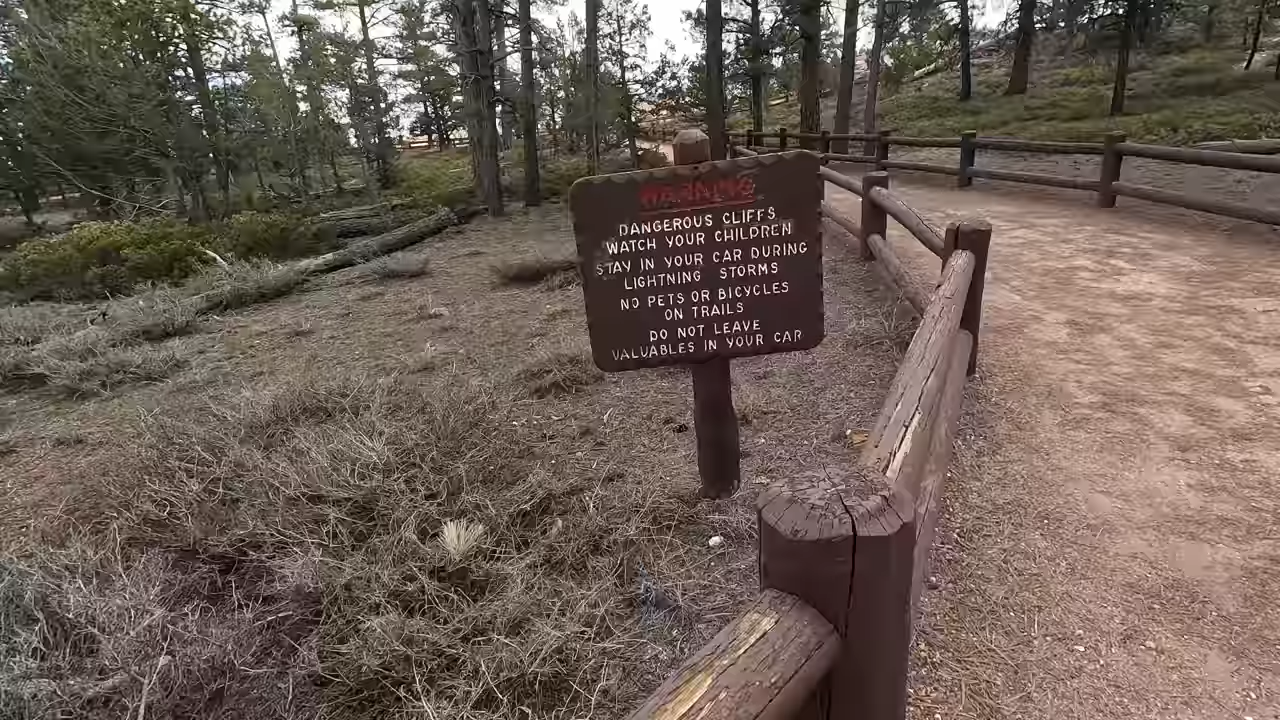 WARNING
DANGEROUS CLIFFS
WATCH YOUR CHILDREN
STAY IN YOUR CAR DURING
LIGHTNING STORMS
NO PETS OR BICYCLES
ON TRAILS
DO NOT LEAVE
VALUABLES IN YOUR CAR